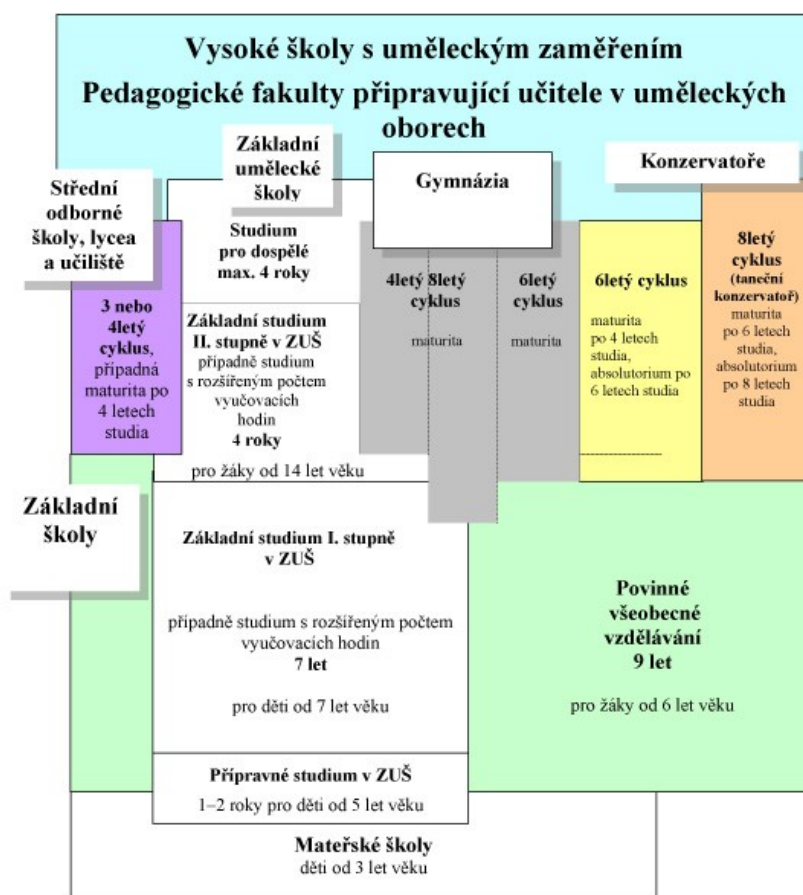 Vysoké školy s uměleckým zaměřením
Pedagogické fakulty připravující učitele v uměleckých
oborech
Základní
umělecké
školy
Gymnázia
Konzervatoře
Střední
odborné
školy, lycea
a učiliště
3 nebo
4letý
cyklus,
případná
maturita po
4 letech
studia
Studium
pro dospělé
max. 4 roky
Základní studium
II. stupně v ZUŠ
případně studium
s rozšířeným počtem
vyučovacích
hodin
4 roky
pro žáky od 14 let věku
4letý 8letý
cyklus
maturita
6letý
cyklus
maturita
6letý cyklus
maturita
po 4 letech
studia,
absolutorium po
6 letech studia
8letý
cyklus
(taneční
konzervatoř)
maturita
po 6 letech
studia,
absolutorium
po 8 letech
studia
Základní
školy
Základní studium I. stupně
v ZUŠ
případně studium s rozšířeným počtem
vyučovacích hodin
7 let
pro děti od 7 let věku
Povinné
všeobecné
vzdělávání
9 let
pro žáky od 6 let věku
Přípravné studium v ZUŠ
1–2 roky pro děti od 5 let věku
Mateřské školy
děti od 3 let věku